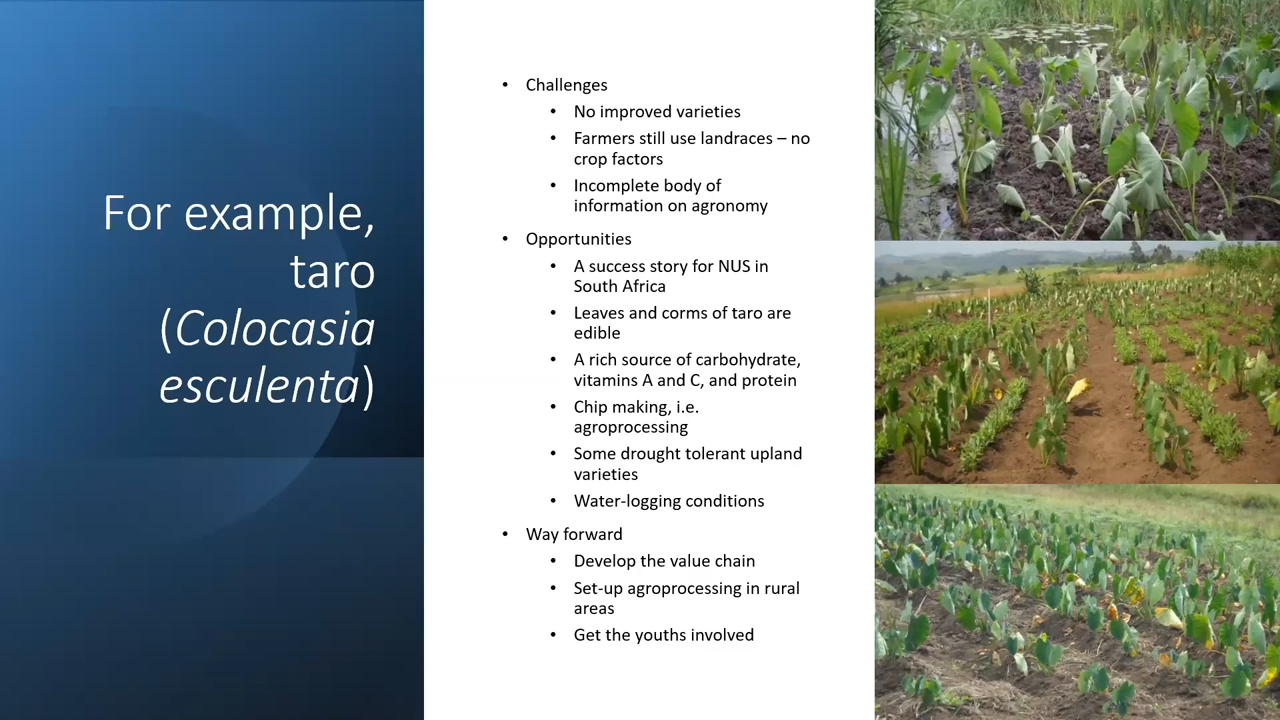 For example,
taro
(Colocasia
esculenta)
• Challenges
• No improved varieties
• Farmers still use landraces – no
crop factors
• Incomplete body of
information on agronomy
• Opportunities
• A success story for NUS in
South Africa
• Leaves and corms of taro are
edible
• A rich source of carbohydrate,
vitamins A and C, and protein
• Chip making, i.e.
agroprocessing
• Some drought tolerant upland
varieties
• Water-logging conditions
• Way forward
• Develop the value chain
• Set-up agroprocessing in rural
areas
• Get the youths involved